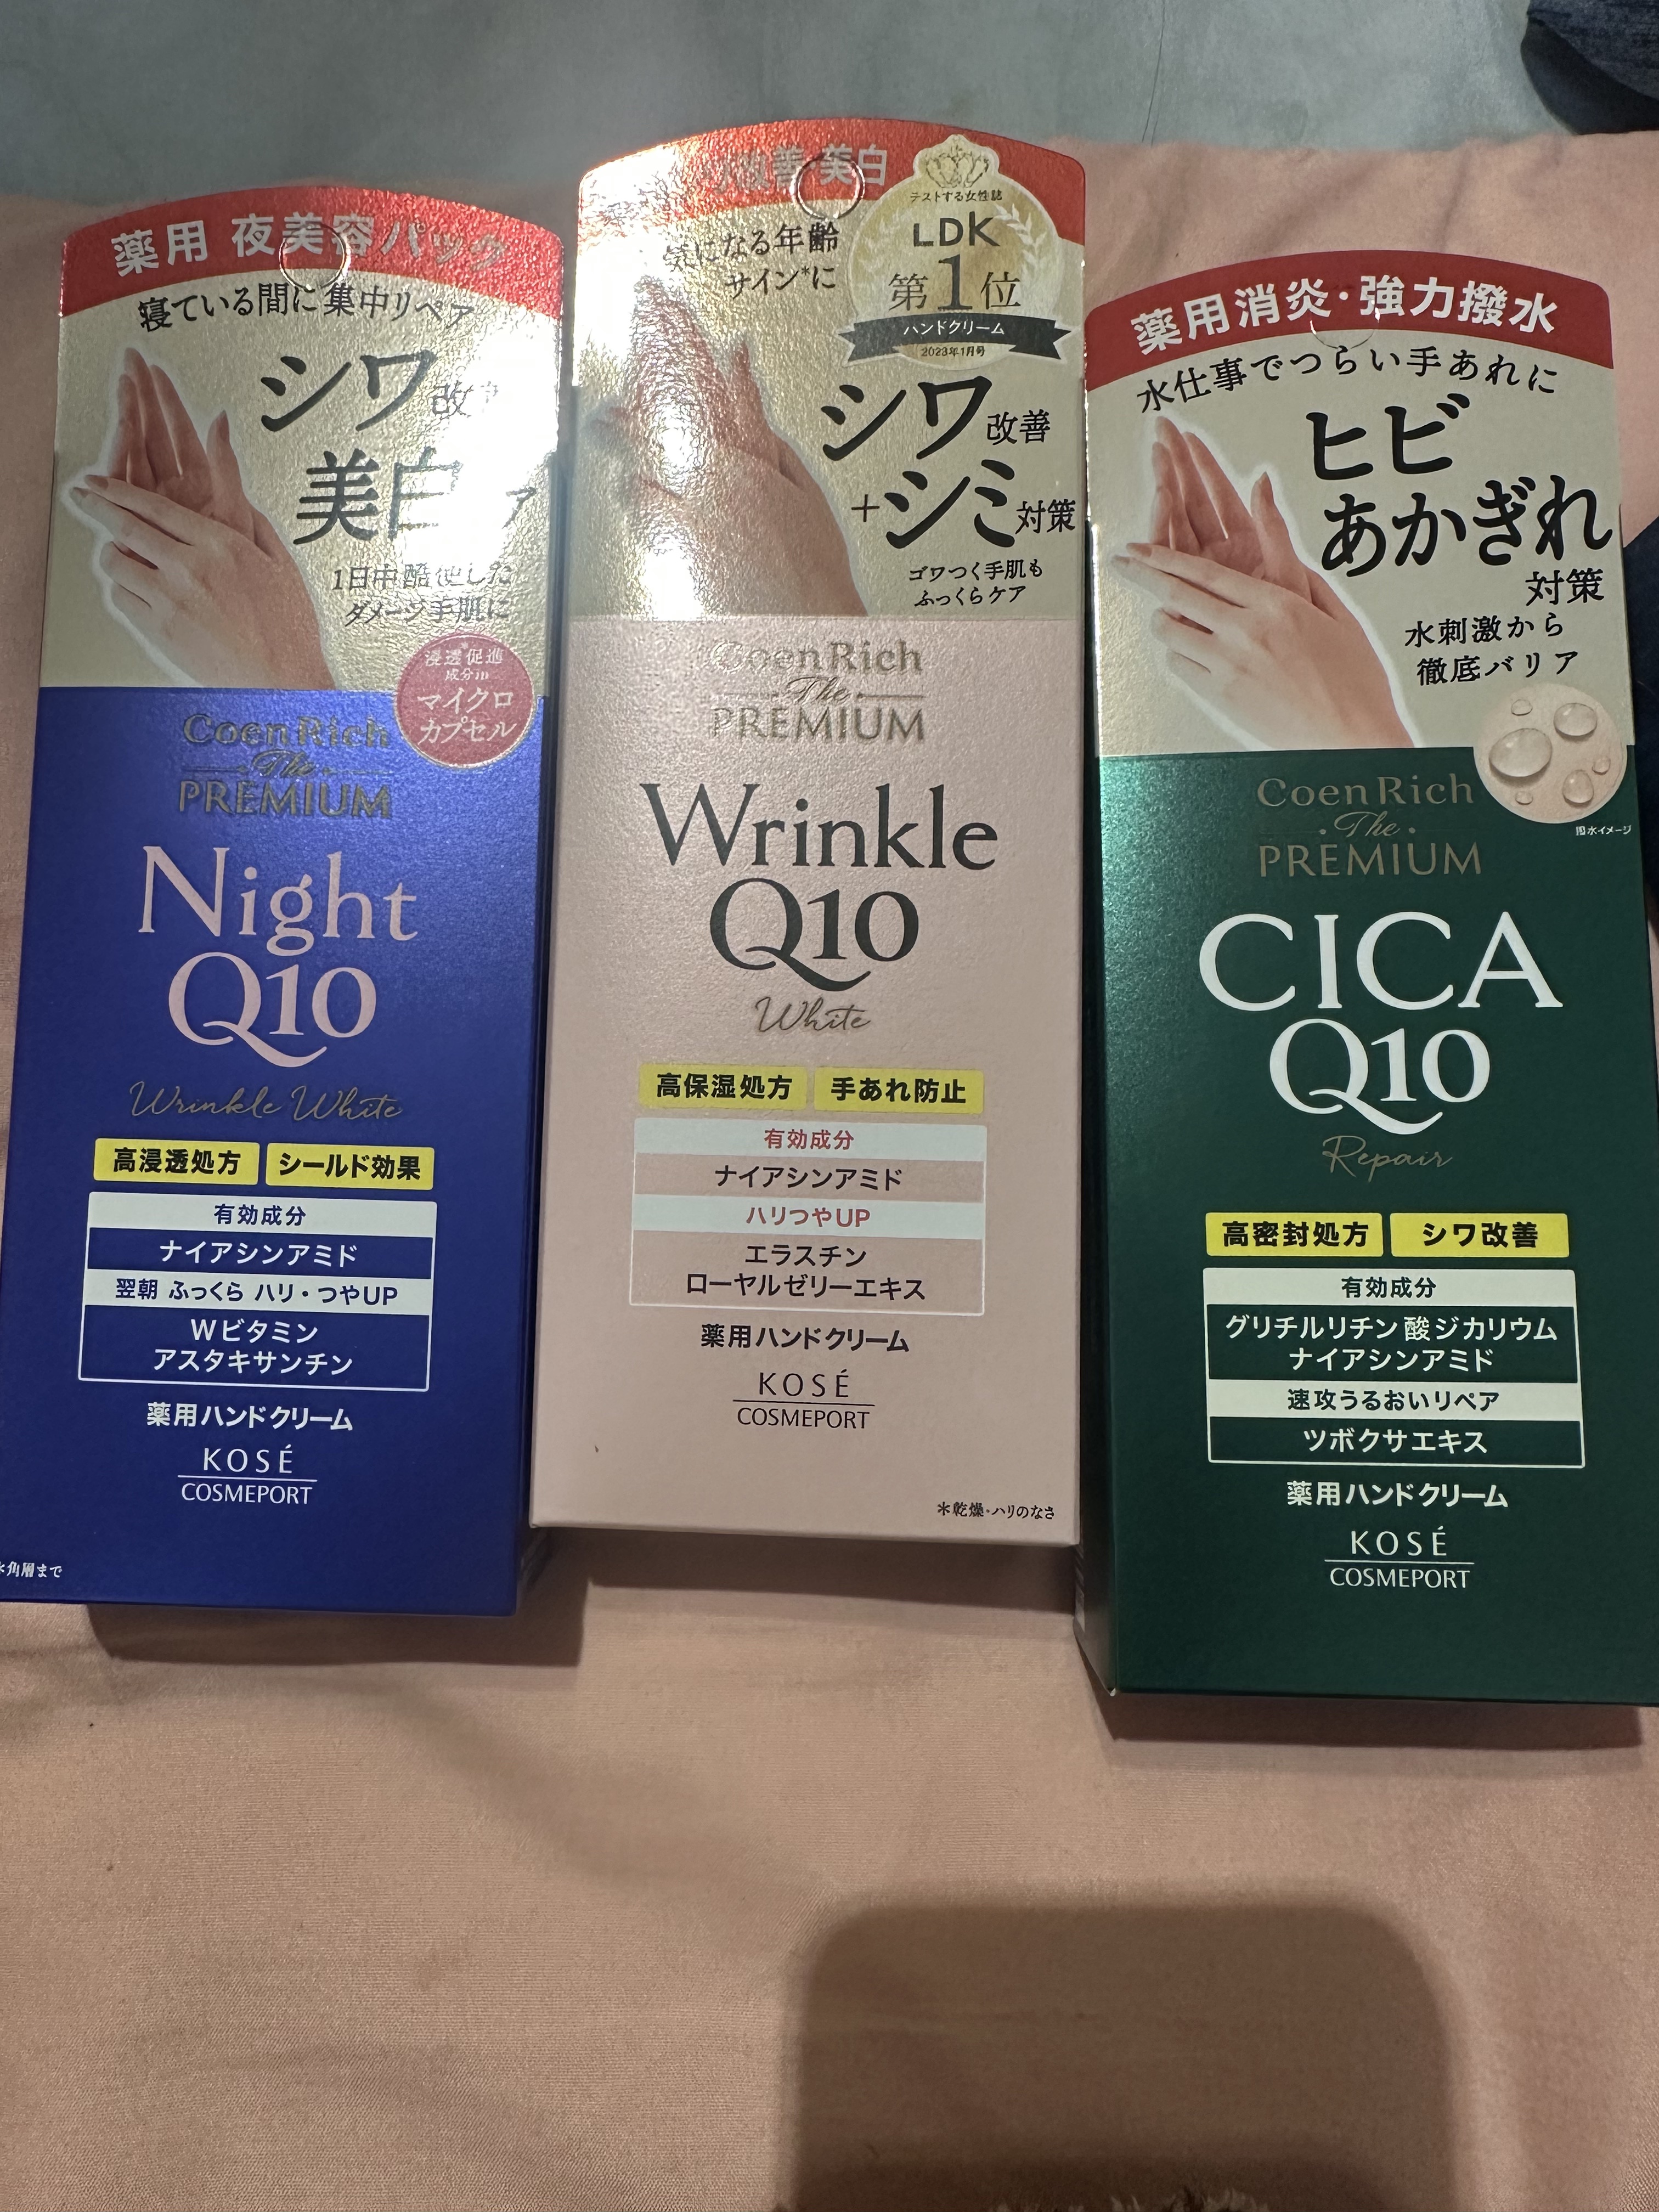 薬用 夜美容パック
寝ている間に集中リペア
シワ
美白
1日中酷使した
ダメージ手肌に
浸透促進
成分in
マイクロ
カプセル
Coen Rich
The
PREMIUM
Night
Q10
Wrinkle White
高浸透処方 シールド効果
有効成分
ナイアシンアミド
翌朝 ふっくら ハリ・つやUP
Wビタミン
アスタキサンチン
薬用ハンドクリーム
KOSÉ
COSMEPORT
角層まで
改善 美白
気になる年齢
サイン*に
テストする女性誌
LDK
第1位
ハンドクリーム
2023年1月号
シワ改善
+シミ対策
ゴワつく手肌も
ふっくらケア
Coen Rich
The
PREMIUM
Wrinkle
Q10
White
高保湿処方 手あれ防止
有効成分
ナイアシンアミド
ハリつやUP
エラスチン
ローヤルゼリーエキス
薬用ハンドクリーム
KOSÉ
COSMEPORT
*乾燥・ハリのなさ
薬用消炎・強力撥水
水仕事でつらい手あれに
ヒビ
あかぎれ
対策
水刺激から
徹底バリア
撥水イメージ
Coen Rich
The
PREMIUM
CICA
Q10
Repair
高密封処方 シワ改善
有効成分
グリチルリチン酸ジカリウム
ナイアシンアミド
速攻うるおいリペア
ツボクサエキス
薬用ハンドクリーム
KOSÉ
COSMEPORT